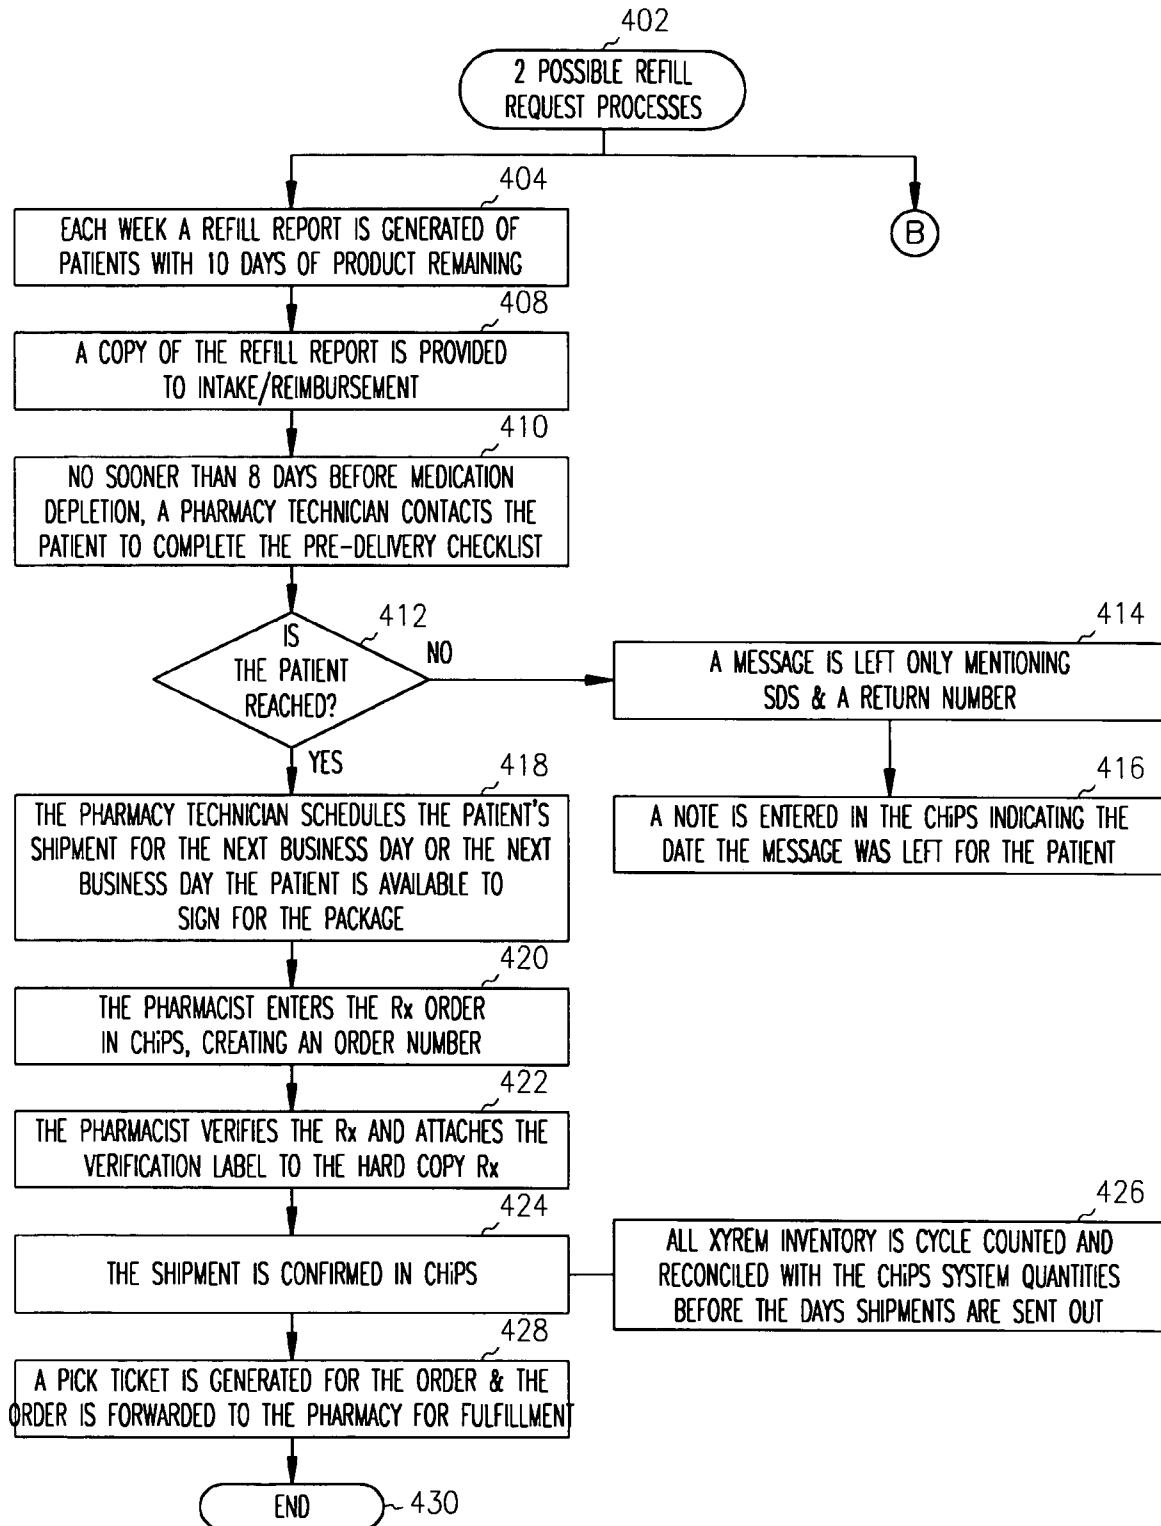 402
2 POSSIBLE REFILL
REQUEST PROCESSES
404
EACH WEEK A REFILL REPORT IS GENERATED OF
PATIENTS WITH 10 DAYS OF PRODUCT REMAINING
B
408
A COPY OF THE REFILL REPORT IS PROVIDED
TO INTAKE/REIMBURSEMENT
410
NO SOONER THAN 8 DAYS BEFORE MEDICATION
DEPLETION, A PHARMACY TECHNICIAN CONTACTS THE
PATIENT TO COMPLETE THE PRE-DELIVERY CHECKLIST
412
IS
THE PATIENT
REACHED?
NO
414
A MESSAGE IS LEFT ONLY MENTIONING
SDS & A RETURN NUMBER
416
A NOTE IS ENTERED IN THE CHiPS INDICATING THE
DATE THE MESSAGE WAS LEFT FOR THE PATIENT
YES
418
THE PHARMACY TECHNICIAN SCHEDULES THE PATIENT'S
SHIPMENT FOR THE NEXT BUSINESS DAY OR THE NEXT
BUSINESS DAY THE PATIENT IS AVAILABLE TO
SIGN FOR THE PACKAGE
420
THE PHARMACIST ENTERS THE Rx ORDER
IN CHiPS, CREATING AN ORDER NUMBER
422
THE PHARMACIST VERIFIES THE Rx AND ATTACHES THE
VERIFICATION LABEL TO THE HARD COPY Rx
424
THE SHIPMENT IS CONFIRMED IN CHiPS
426
ALL XYREM INVENTORY IS CYCLE COUNTED AND
RECONCILED WITH THE CHiPS SYSTEM QUANTITIES
BEFORE THE DAYS SHIPMENTS ARE SENT OUT
428
A PICK TICKET IS GENERATED FOR THE ORDER & THE
ORDER IS FORWARDED TO THE PHARMACY FOR FULFILLMENT
END
430